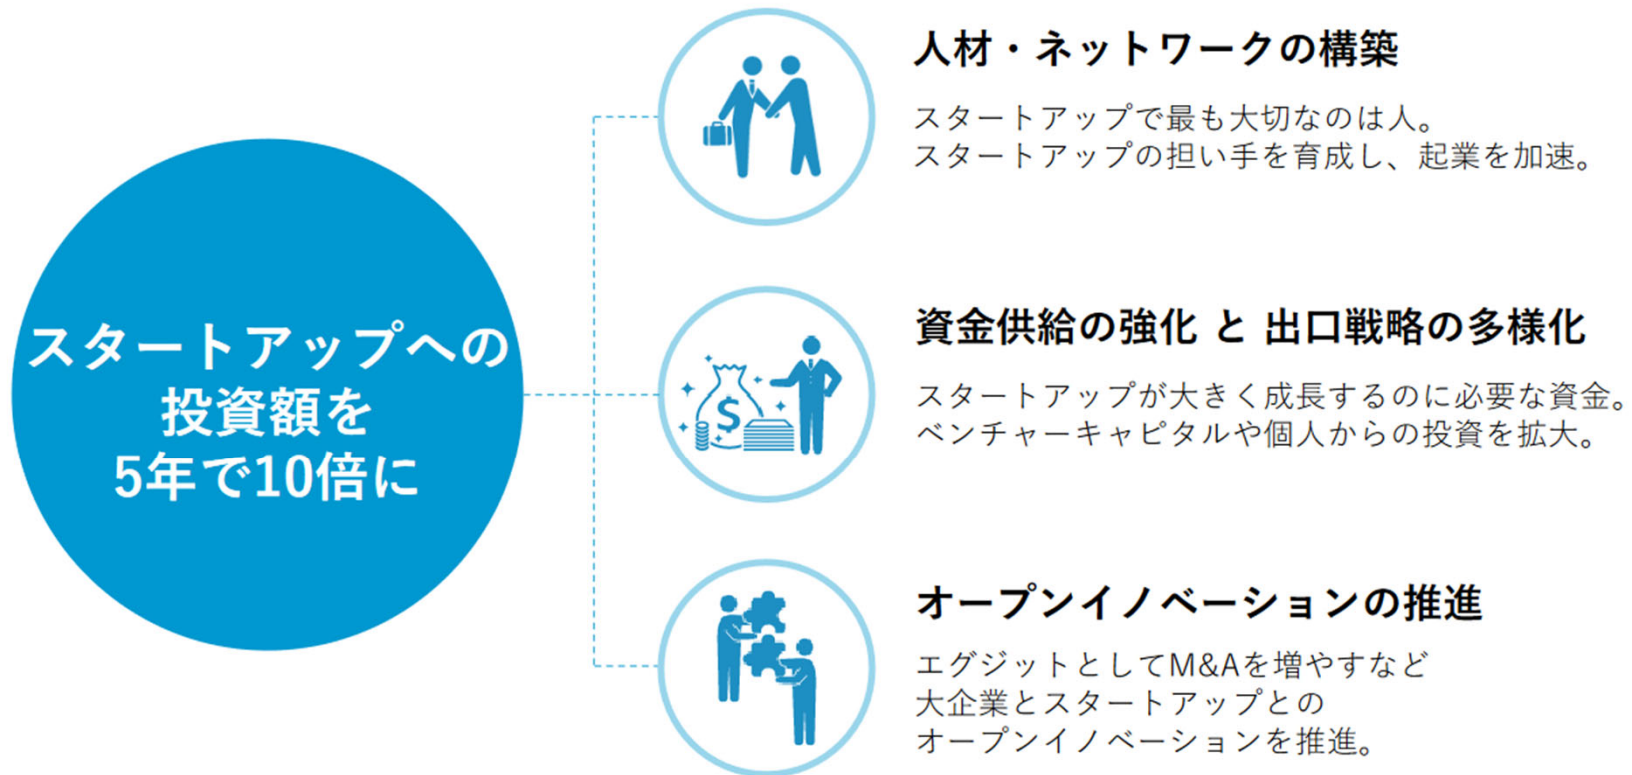 スタートアップへの
投資額を
5年で10倍に
人材・ネットワークの構築
スタートアップで最も大切なのは人。
スタートアップの担い手を育成し、起業を加速。
資金供給の強化 と 出口戦略の多様化
スタートアップが大きく成長するのに必要な資金。
ベンチャーキャピタルや個人からの投資を拡大。
$
オープンイノベーションの推進
エグジットとしてM&Aを増やすなど
大企業とスタートアップとの
オープンイノベーションを推進。